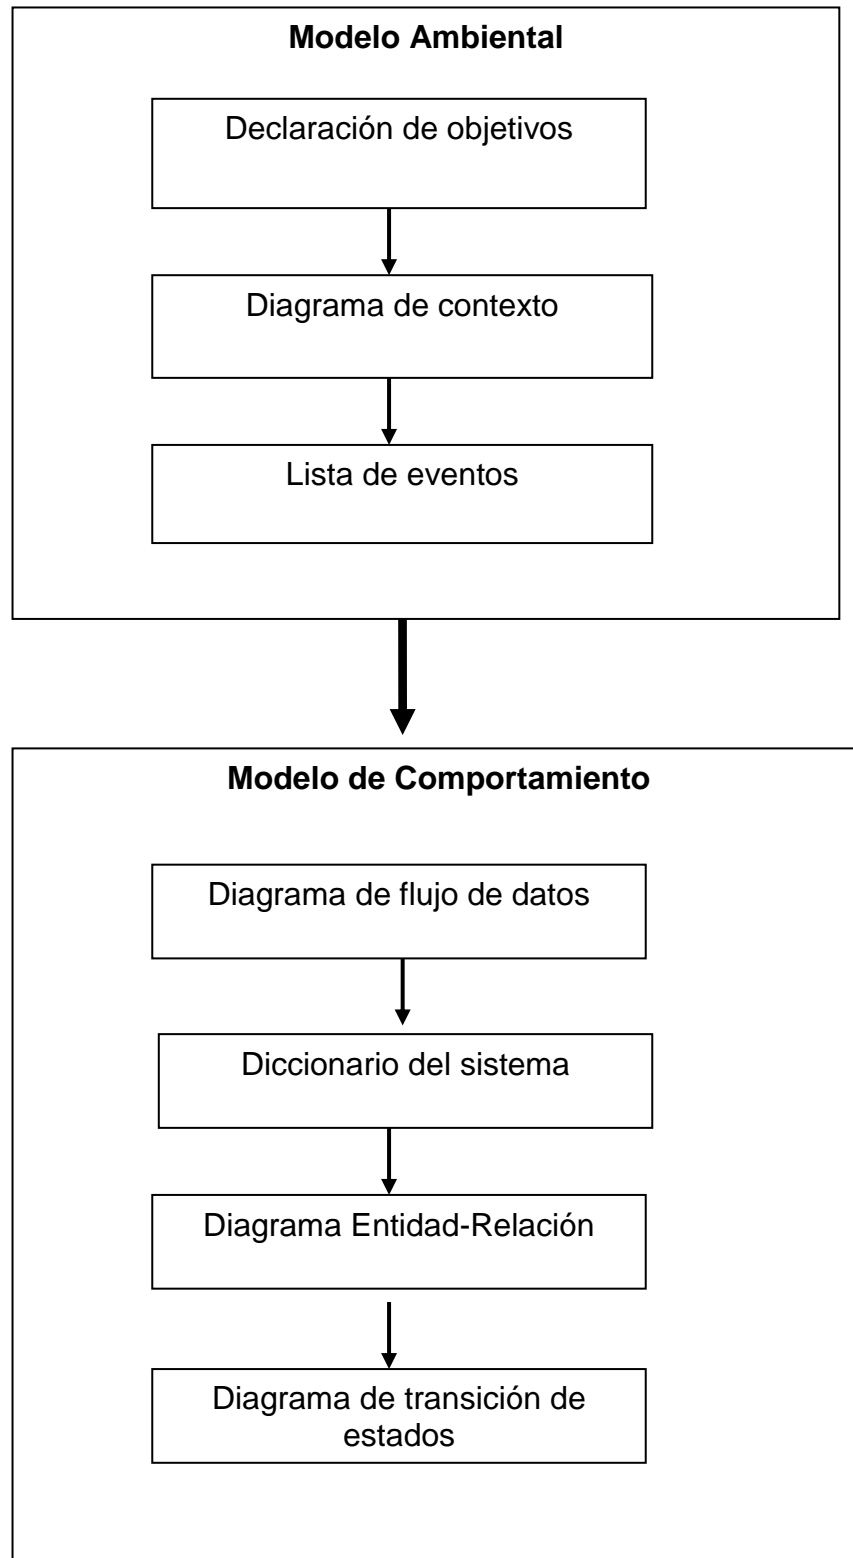 Modelo Ambiental
Declaración de objetivos
Diagrama de contexto
Lista de eventos
Modelo de Comportamiento
Diagrama de flujo de datos
Diccionario del sistema
Diagrama Entidad-Relación
Diagrama de transición de
estados